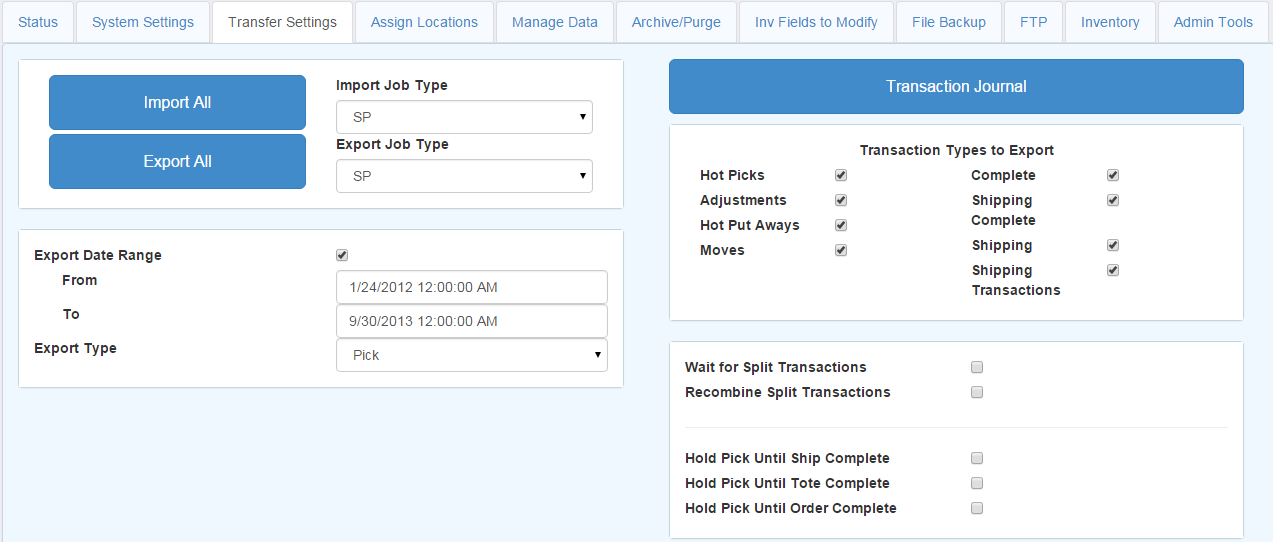 Status System Settings Transfer Settings Assign Locations Manage Data Archive/Purge Inv Fields to Modify File Backup FTP Inventory Admin Tools
Import All
Export All
Import Job Type
SP
Export Job Type
SP
Export Date Range
From
1/24/2012 12:00:00 AM
To
9/30/2013 12:00:00 AM
Export Type
Pick
Transaction Journal
Transaction Types to Export
Hot Picks
Adjustments
Hot Put Aways
Moves
Complete
Shipping
Complete
Shipping
Shipping
Transactions
Wait for Split Transactions
Recombine Split Transactions
Hold Pick Until Ship Complete
Hold Pick Until Tote Complete
Hold Pick Until Order Complete